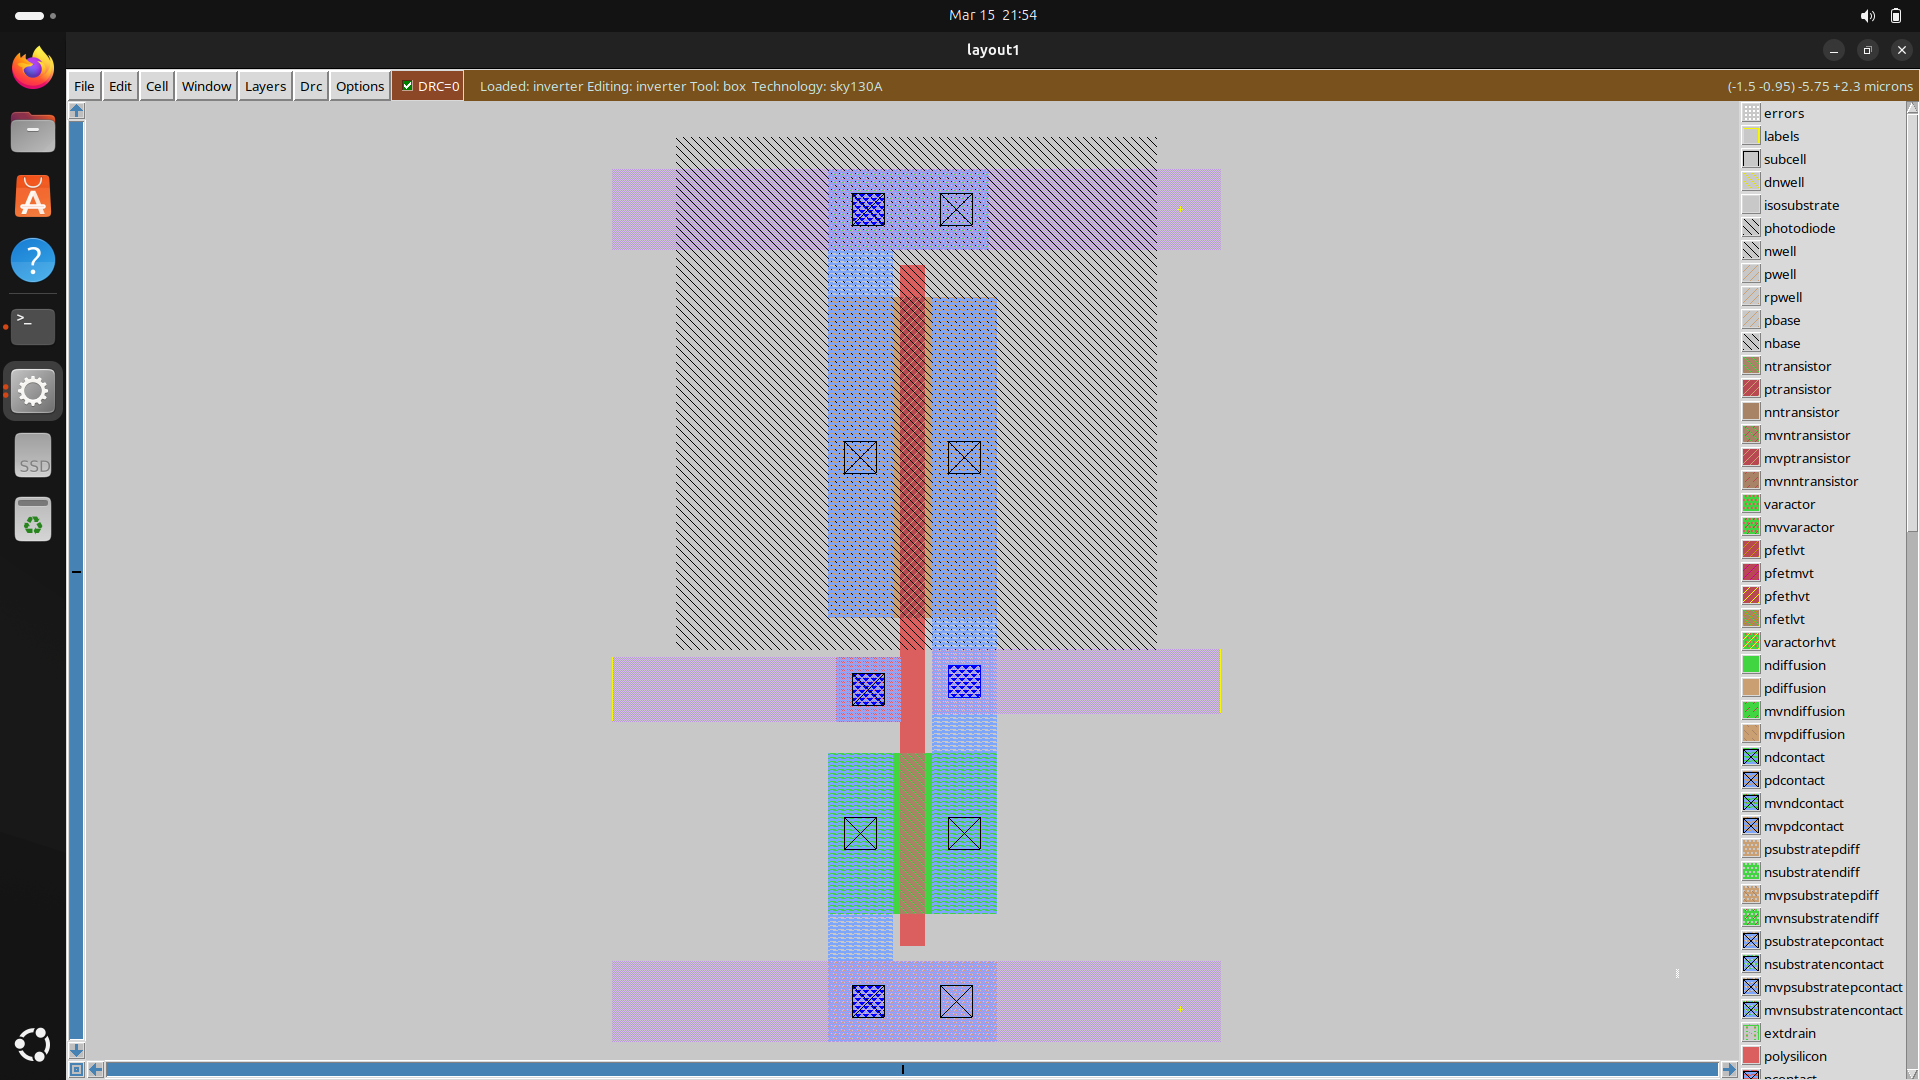 Mar 15 21:54
layout1
File Edit Cell Window Layers Drc Options DRC=0 Loaded: inverter Editing: inverter Tool: box Technology: sky130A (-1.5 -0.95) -5.75 +2.3 microns
errors
labels
subcell
dnwell
isosubstrate
photodiode
nwell
pwell
rpwell
pbase
nbase
ntransistor
ptransistor
nntransistor
mvntransistor
mvptransistor
mvnntransistor
varactor
mvvaractor
pfetlvt
pfetmvt
pfethvt
nfetlvt
varactorhvt
ndiffusion
pdiffusion
mvndiffusion
mvpdiffusion
ndcontact
pdcontact
mvndcontact
mvpdcontact
psubstratepdiff
nsubstratendiff
mvpsubstratepdiff
mvnsubstratendiff
psubstratepcontact
nsubstratencontact
mvpsubstratepcontact
mvnsubstratencontact
extdrain
polysilicon
>_
?
SSD